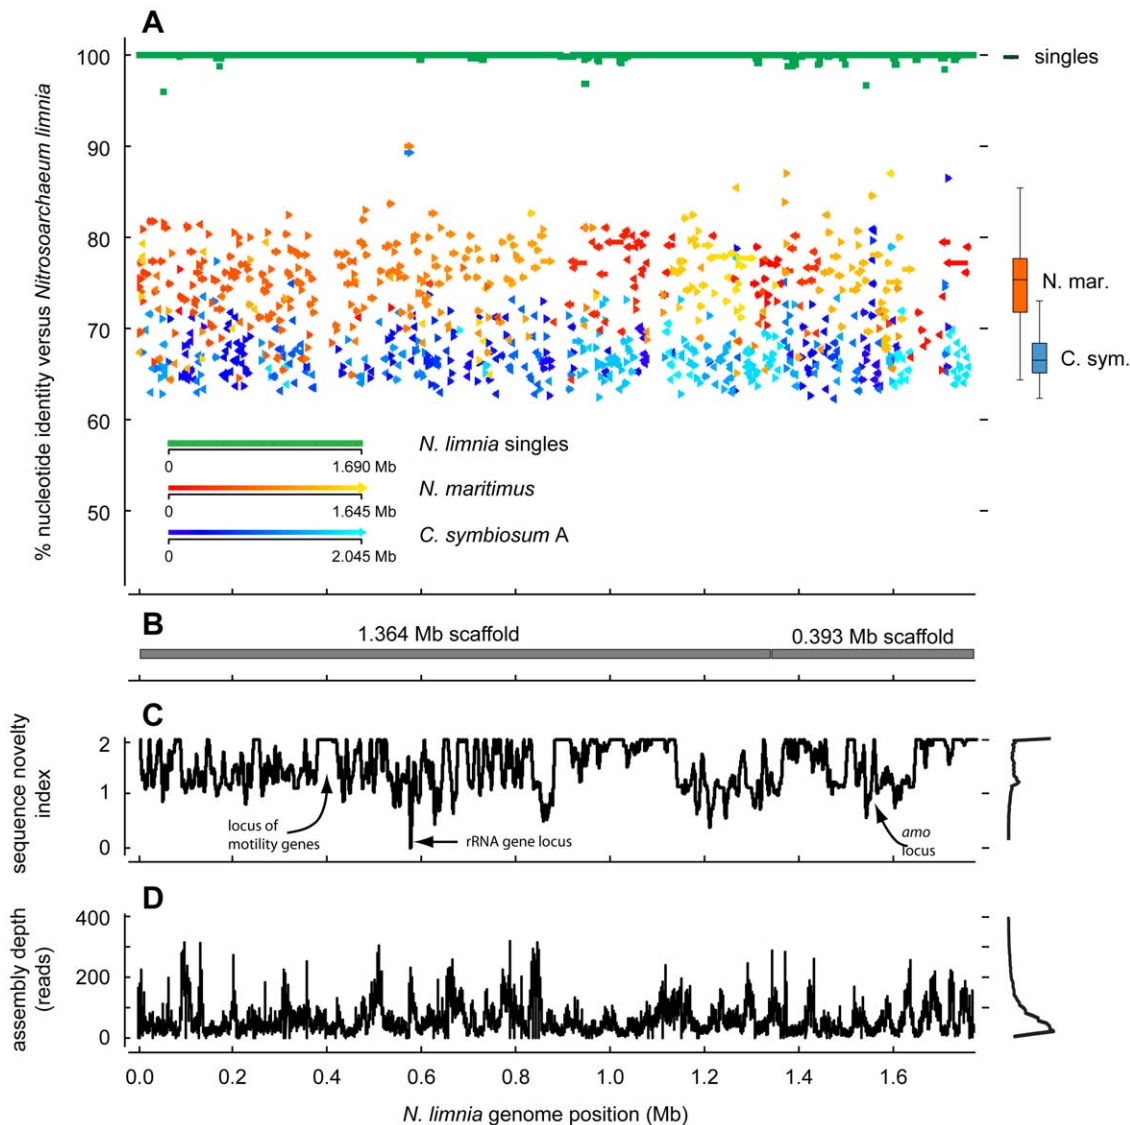 A
% nucleotide identity versus Nitrosoarchaeum limnia
100
90
80
70
60
50
singles
N. mar.
C. sym.
N. limnia singles
0 1.690 Mb
N. maritimus
0 1.645 Mb
C. symbiosum A
0 2.045 Mb
B
1.364 Mb scaffold
0.393 Mb scaffold
C
sequence novelty
index
2
1
0
locus of
motility genes
rRNA gene locus
amo
locus
D
assembly depth
(reads)
400
200
0
0.0 0.2 0.4 0.6 0.8 1.0 1.2 1.4 1.6
N. limnia genome position (Mb)